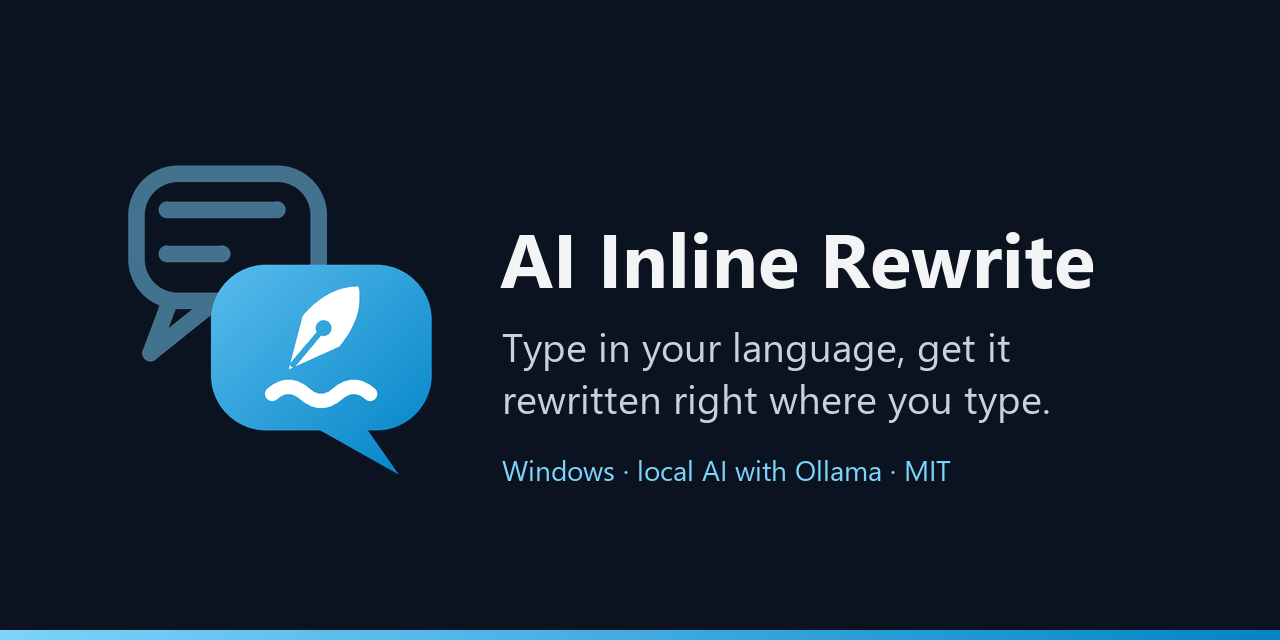 AI Inline Rewrite
Type in your language, get it
rewritten right where you type.
Windows · local AI with Ollama · MIT